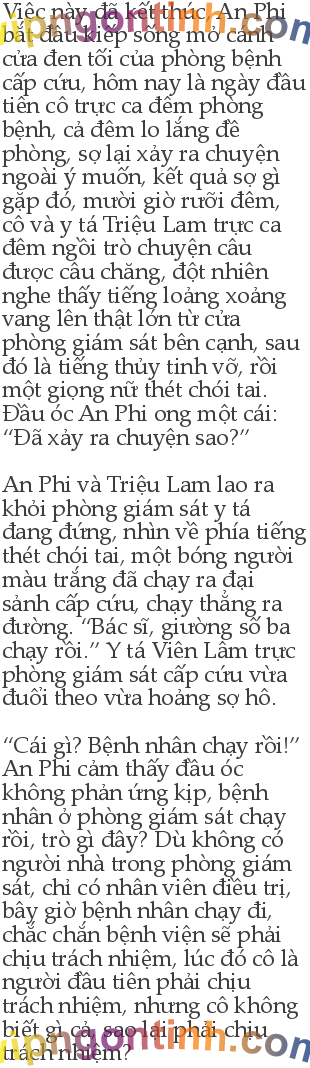 Việc này đã kết thúc, An Phi
bắt đầu kiếp sống mở cánh
cửa đen tối của phòng bệnh
cấp cứu, hôm nay là ngày đầu
tiên cô trực ca đêm phòng
bệnh, cả đêm lo lắng đề
phòng, sợ lại xảy ra chuyện
ngoài ý muốn, kết quả sợ gì
gặp đó, mười giờ rưỡi đêm,
cô và y tá Triệu Lam trực ca
đêm ngồi trò chuyện câu
được câu chăng, đột nhiên
nghe thấy tiếng loảng xoảng
vang lên thật lớn từ cửa
phòng giám sát bên cạnh, sau
đó là tiếng thủy tinh vỡ, rồi
một giọng nữ thét chói tai.
Đầu óc An Phi ong một cái:
“Đã xảy ra chuyện sao?”
An Phi và Triệu Lam lao ra
khỏi phòng giám sát y tá
đang đứng, nhìn về phía tiếng
thét chói tai, một bóng người
màu trắng đã chạy ra đại
sảnh cấp cứu, chạy thẳng ra
đường. “Bác sĩ, giường số ba
chạy rồi.” Y tá Viên Lâm trực
phòng giám sát cấp cứu vừa
đuổi theo vừa hoảng sợ hô.
“Cái gì? Bệnh nhân chạy rồi!”
An Phi cảm thấy đầu óc
không phản ứng kịp, bệnh
nhân ở phòng giám sát chạy
rồi, trò gì đây? Dù không có
người nhà trong phòng giám
sát, chỉ có nhân viên điều trị,
bây giờ bệnh nhân chạy đi,
chắc chắn bệnh viện sẽ phải
chịu trách nhiệm, lúc đó cô là
người đầu tiên phải chịu
trách nhiệm, nhưng cô không
biết gì cả, sao lại phải chịu
trách nhiệm?